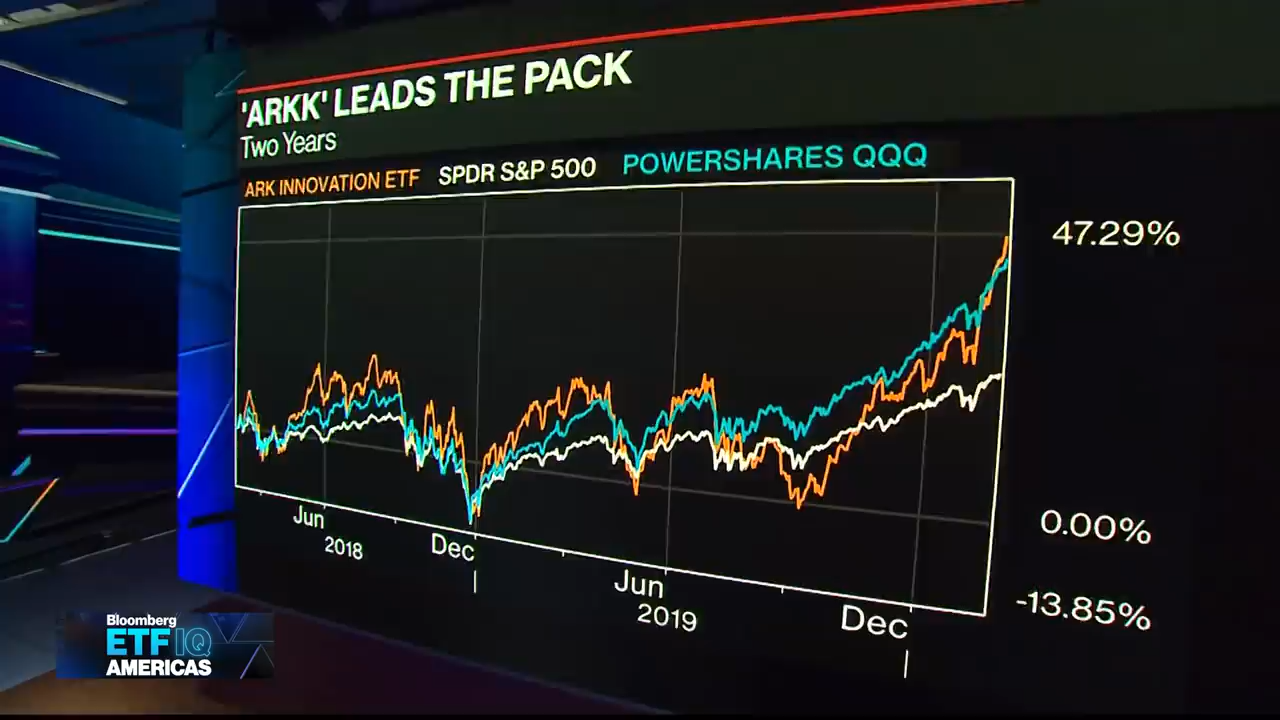 'ARKK' LEADS THE PACK
Two Years
ARK INNOVATION ETF SPDR S&P 500 POWERSHARES QQQ
47.29%
0.00%
-13.85%
Jun Dec Jun Dec
2018 2019
Bloomberg
ETF IQ
AMERICAS